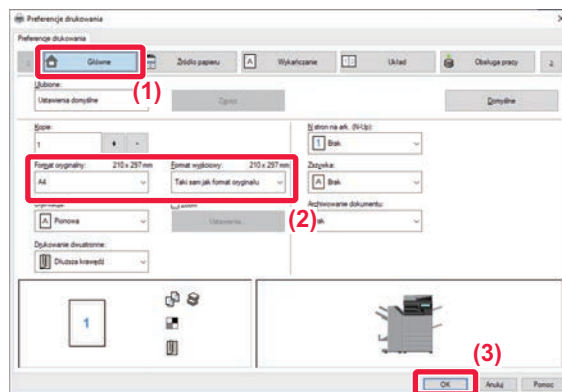 Preferencje drukowania
Preferencje drukowania
Główne
Źródło papieru
A
Wykańczanie
Układ
Obsługa pracy
2
(1)
Ulubione:
Ustawienia domyślne
Zapisz
Domyślne
Kopie:
1
+
-
N stron na ark. (N-Up):
1
Brak
Format oryginalny:
210 x 297 mm
Format wyjściowy:
210 x 297 mm
A4
Taki sam jak format oryginału
Zszywka:
A
Brak
(2)
Orientacja:
Zoom
Archiwowanie dokumentu:
A
Pionowa
Ustawienia
Brak
Drukowanie dwustronne:
Dłuższa krawędź
1
(3)
OK
Anuluj
Pomoc